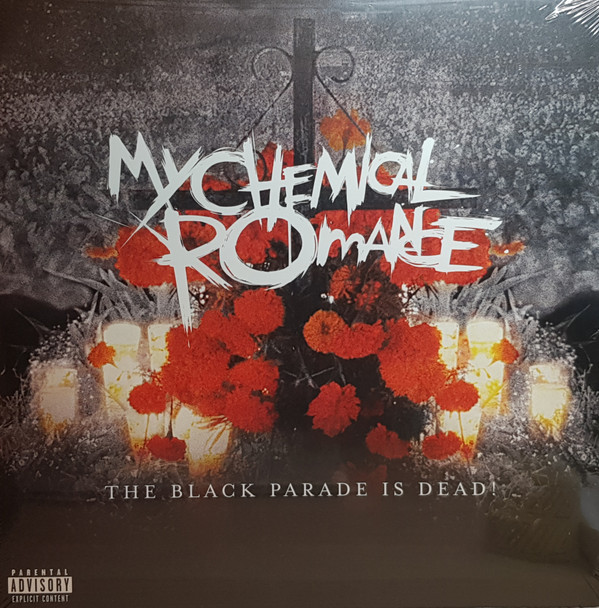 MY CHEMICAL
ROMANCE
THE BLACK PARADE IS DEAD!
PARENTAL
ADVISORY
EXPLICIT CONTENT